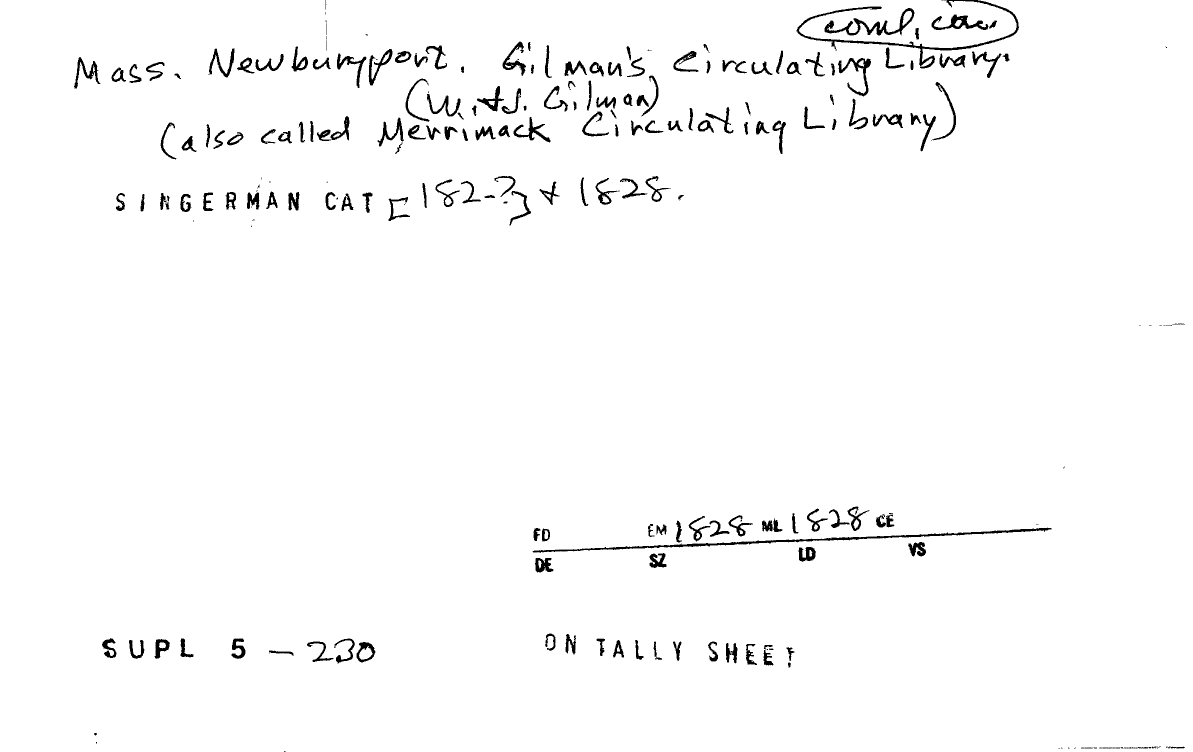 coml, circ
Mass. Newburyport. Gilman's Circulating Library.
(W. & J. Gilman)
(also called Merrimack Circulating Library)
SINGERMAN CAT [182-?] & 1828.
FD EM 1828 ML 1828 CE
DE SZ LD VS
SUPL 5 — 230
ON TALLY SHEET